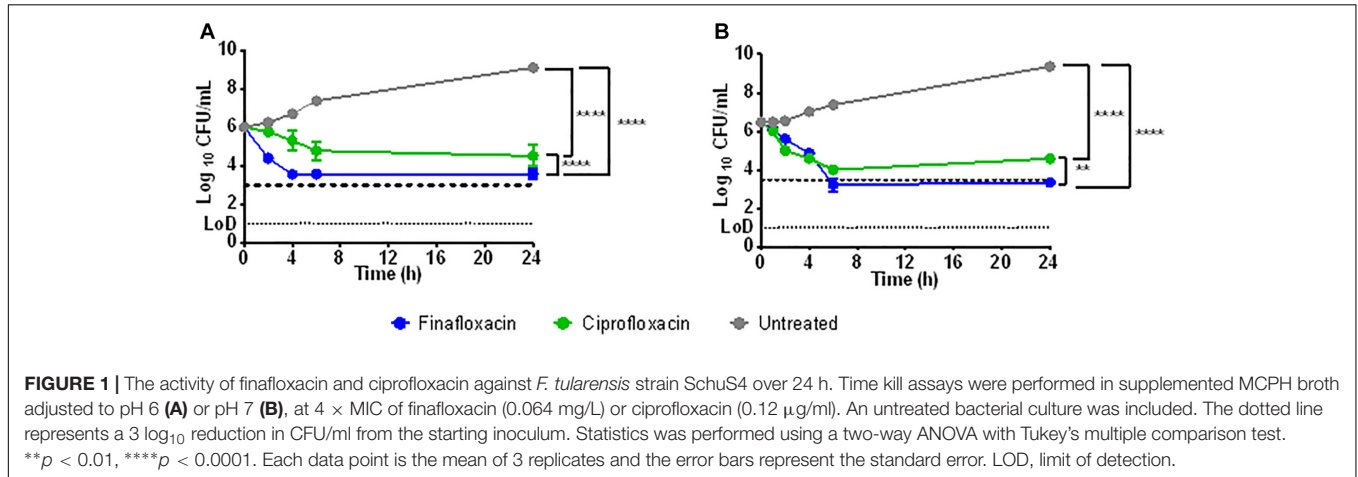 A
B
10
8
6
4
2
LoD
0
Log 10 CFU/mL
0 4 8 12 16 20 24
Time (h)
****
****
****
10
8
6
4
2
LoD
0
Log 10 CFU/mL
0 4 8 12 16 20 24
Time (h)
****
**
****
Finafloxacin Ciprofloxacin Untreated
FIGURE 1 | The activity of finafloxacin and ciprofloxacin against F. tularensis strain SchuS4 over 24 h. Time kill assays were performed in supplemented MCPH broth
adjusted to pH 6 (A) or pH 7 (B), at 4 × MIC of finafloxacin (0.064 mg/L) or ciprofloxacin (0.12 μg/ml). An untreated bacterial culture was included. The dotted line
represents a 3 log10 reduction in CFU/ml from the starting inoculum. Statistics was performed using a two-way ANOVA with Tukey's multiple comparison test.
**p < 0.01, ****p < 0.0001. Each data point is the mean of 3 replicates and the error bars represent the standard error. LOD, limit of detection.